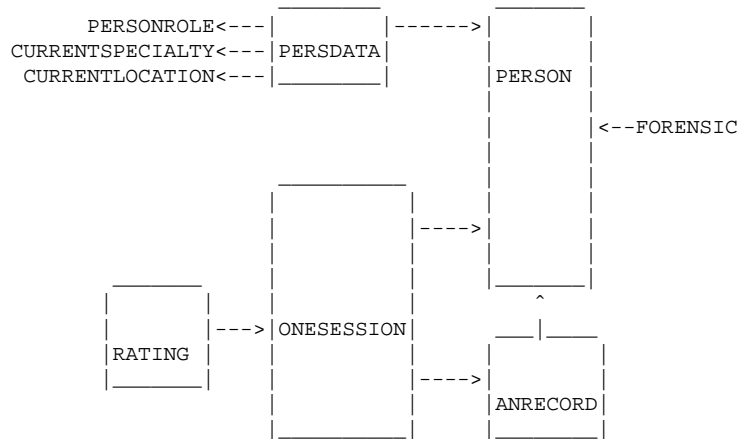 PERSONROLE<---
CURRENTSPECIALTY<---|PERSDATA|------>
CURRENTLOCATION<---
PERSON
<--FORENSIC
---->
--->|ONESESSION|
RATING
---->
ANRECORD